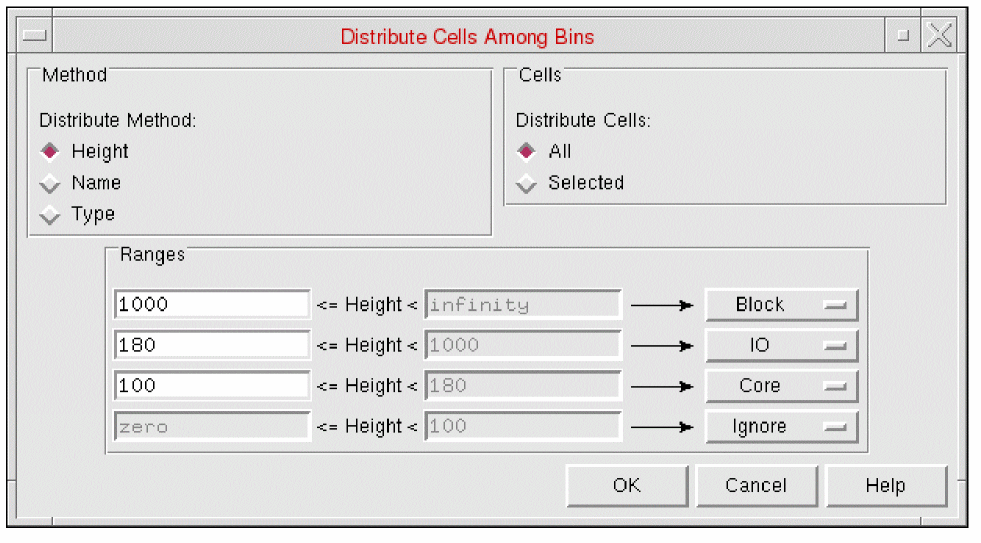 Distribute Cells Among Bins
Method
Distribute Method:
Height
Name
Type
Cells
Distribute Cells:
All
Selected
Ranges
1000 <= Height < infinity Block
180 <= Height < 1000 IO
100 <= Height < 180 Core
zero <= Height < 100 Ignore
OK Cancel Help